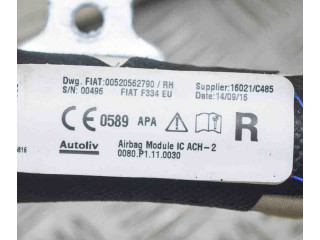 Dwg. FIAT:00520562790 / RH
Supplier:16021/C485
S/N: 00496
FIAT F334 EU
Date:14/09/16
CE 0589 APA
R
Autoliv
Airbag Module IC ACH-2
0080.P1.11.0030